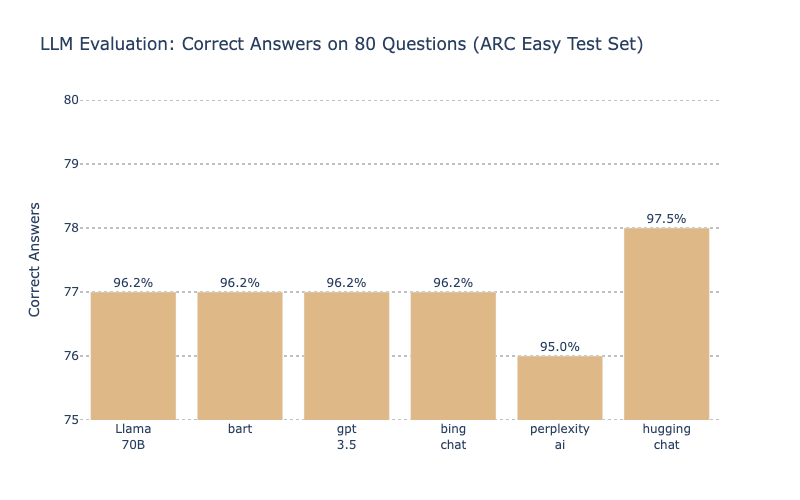 LLM Evaluation: Correct Answers on 80 Questions (ARC Easy Test Set)
Correct Answers
80
79
78
77
76
75
96.2%
96.2%
96.2%
96.2%
95.0%
97.5%
Llama
70B
bart
gpt
3.5
bing
chat
perplexity
ai
hugging
chat